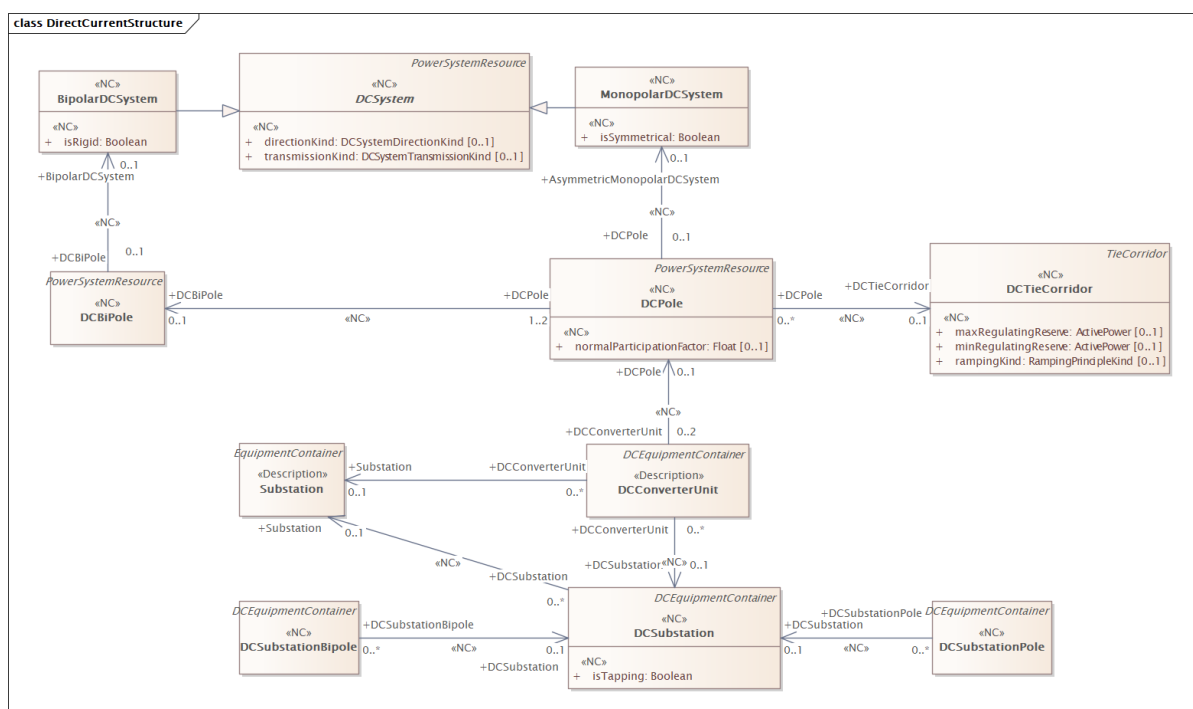 class DirectCurrentStructure
«NC»
BipolarDCSystem
«NC»
+ isRigid: Boolean
PowerSystemResource
«NC»
DCSystem
«NC»
+ directionKind: DCSystemDirectionKind [0..1]
+ transmissionKind: DCSystemTransmissionKind [0..1]
«NC»
MonopolarDCSystem
«NC»
+ isSymmetrical: Boolean
0..1
+BipolarDCSystem
«NC»
0..1
+DCBiPole
0..1
+AsymmetricMonopolarDCSystem
«NC»
+DCPole
0..1
PowerSystemResource
«NC»
DCBiPole
+DCBiPole
0..1
«NC»
+DCPole
1..2
PowerSystemResource
«NC»
DCPole
«NC»
+ normalParticipationFactor: Float [0..1]
+DCPole
0..*
«NC»
+DCTieCorridor
0..1
TieCorridor
«NC»
DCTieCorridor
«NC»
+ maxRegulatingReserve: ActivePower [0..1]
+ minRegulatingReserve: ActivePower [0..1]
+ rampingKind: RampingPrincipleKind [0..1]
+DCPole
0..1
«NC»
+DCConverterUnit
0..2
EquipmentContainer
«Description»
Substation
+Substation
0..1
+DCConverterUnit
0..*
DCEquipmentContainer
«Description»
DCConverterUnit
+Substation
0..1
«NC»
+DCSubstation
0..*
+DCConverterUnit
0..*
+DCSubstation
«NC»
0..1
DCEquipmentContainer
«NC»
DCSubstationBipole
+DCSubstationBipole
0..*
«NC»
0..1
+DCSubstation
DCEquipmentContainer
«NC»
DCSubstation
«NC»
+ isTapping: Boolean
+DCSubstationPole
+DCSubstation
0..1
«NC»
0..*
DCEquipmentContainer
«NC»
DCSubstationPole